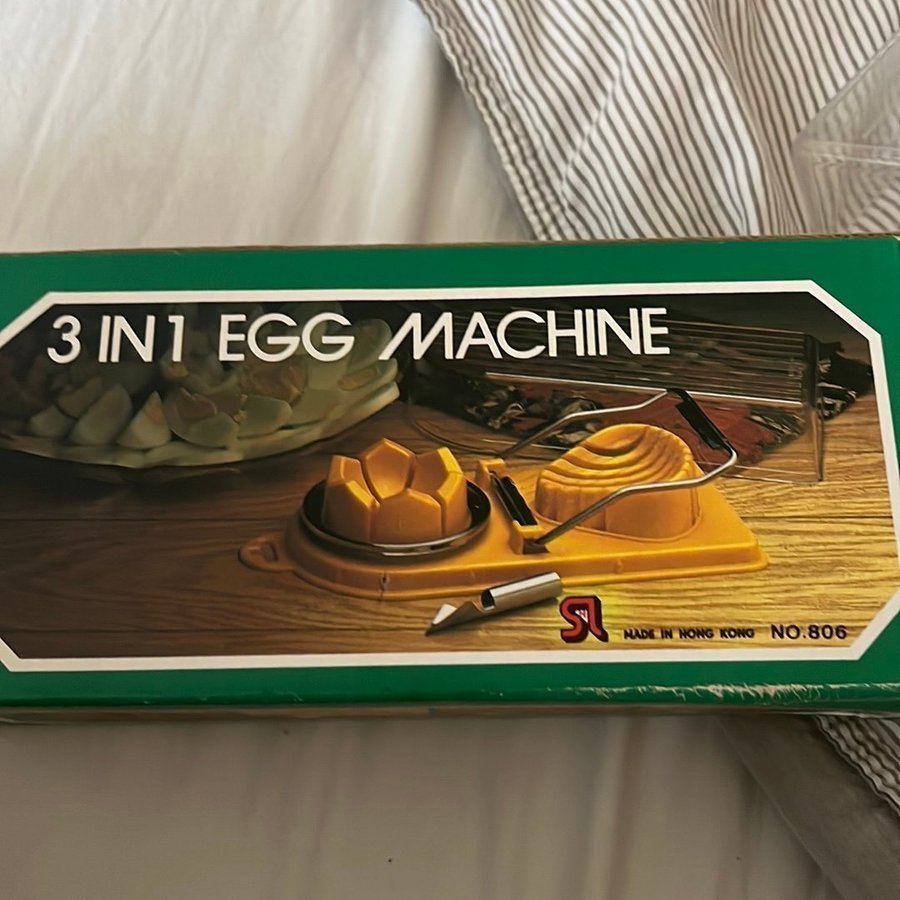 3 IN 1 EGG MACHINE
MADE IN HONG KONG NO.806